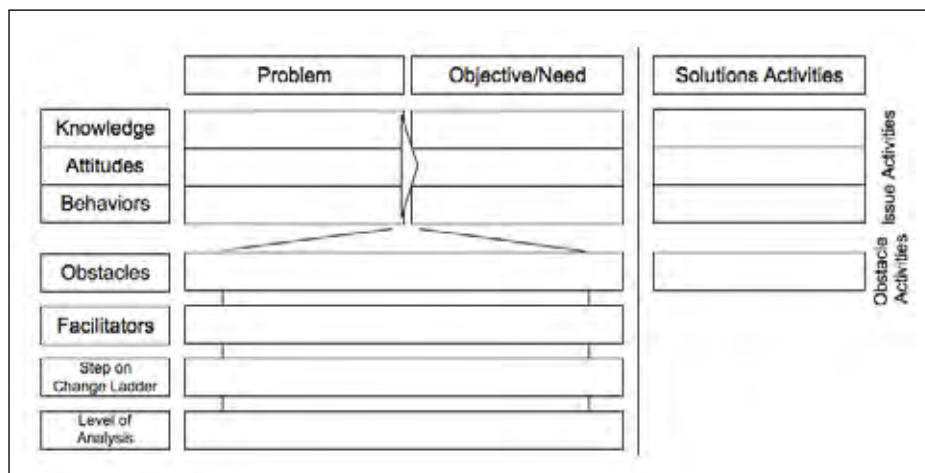 Problem
Objective/Need
Solutions Activities
Knowledge
Attitudes
Behaviors
Issue Activities
Obstacles
Obstacle
Activities
Facilitators
Step on
Change Ladder
Level of
Analysis